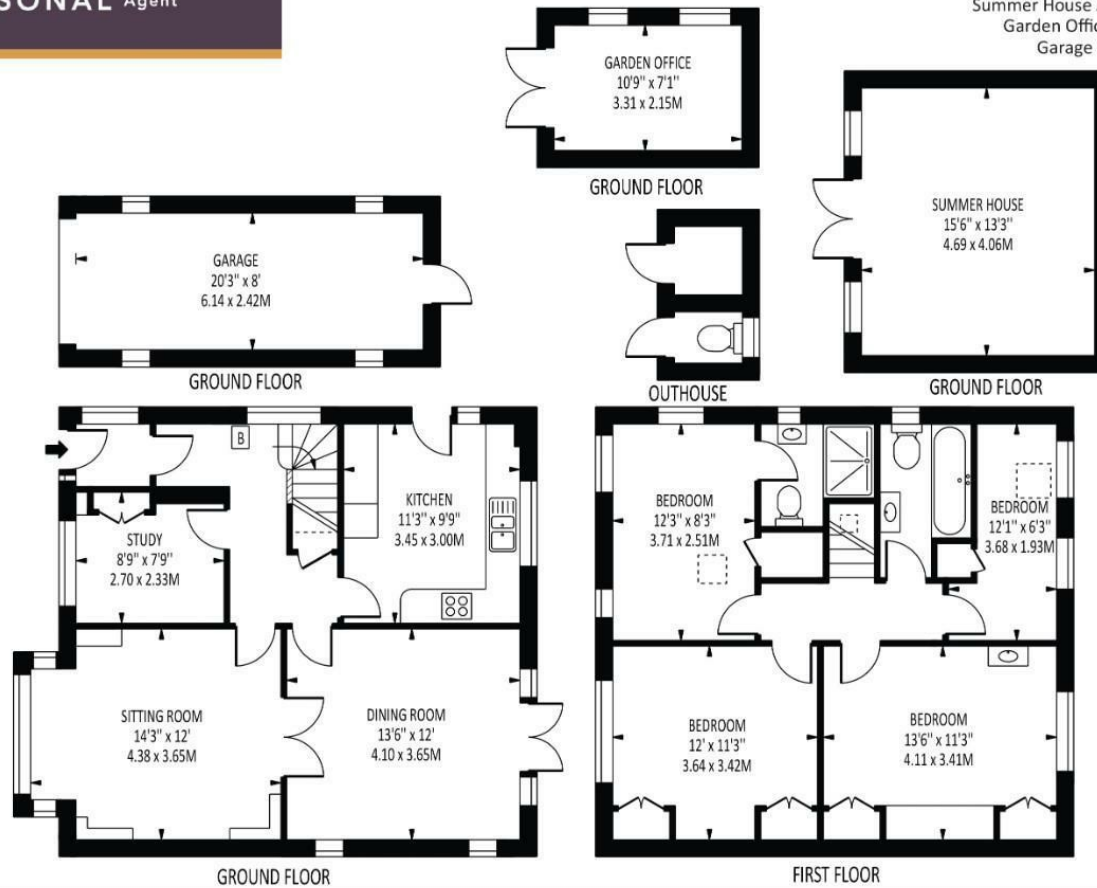 SONAL Agent
Summer House
Garden Offic
Garage
GARDEN OFFICE
10'9" x 7'1"
3.31 x 2.15M
GROUND FLOOR
SUMMER HOUSE
15'6" x 13'3"
4.69 x 4.06M
GROUND FLOOR
GARAGE
20'3" x 8'
6.14 x 2.42M
GROUND FLOOR
OUTHOUSE
B
KITCHEN
11'3" x 9'9"
3.45 x 3.00M
STUDY
8'9" x 7'9"
2.70 x 2.33M
SITTING ROOM
14'3" x 12'
4.38 x 3.65M
DINING ROOM
13'6" x 12'
4.10 x 3.65M
GROUND FLOOR
BEDROOM
12'3" x 8'3"
3.71 x 2.51M
BEDROOM
12'1" x 6'3"
3.68 x 1.93M
BEDROOM
12' x 11'3"
3.64 x 3.42M
BEDROOM
13'6" x 11'3"
4.11 x 3.41M
FIRST FLOOR